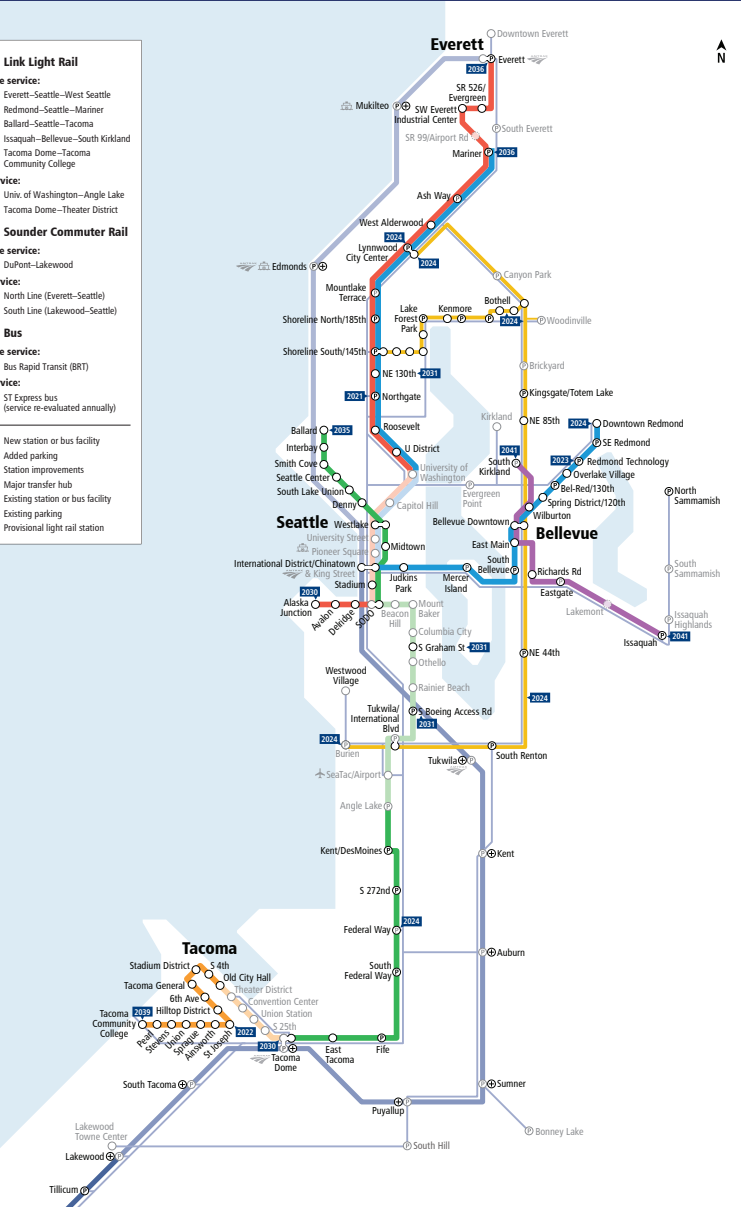 Link Light Rail
e service:
Everett–Seattle–West Seattle
Redmond–Seattle–Mariner
Ballard–Seattle–Tacoma
Issaquah–Bellevue–South Kirkland
Tacoma Dome–Tacoma
Community College
vice:
Univ. of Washington–Angle Lake
Tacoma Dome–Theater District
Sounder Commuter Rail
e service:
DuPont–Lakewood
vice:
North Line (Everett–Seattle)
South Line (Lakewood–Seattle)
Bus
e service:
Bus Rapid Transit (BRT)
vice:
ST Express bus
(service re-evaluated annually)
New station or bus facility
Added parking
Station improvements
Major transfer hub
Existing station or bus facility
Existing parking
Provisional light rail station
N
Downtown Everett
Everett
Everett
2036
SR 526/
Evergreen
Mukilteo
SW Everett
Industrial Center
South Everett
SR 99/Airport Rd
Mariner
2036
Ash Way
West Alderwood
2024
Lynnwood
City Center
2024
Edmonds
Canyon Park
Mountlake
Terrace
Lake
Forest
Park
Kenmore
Bothell
2024
Woodinville
Shoreline North/185th
Shoreline South/145th
NE 130th
2031
Brickyard
2021
Northgate
Kingsgate/Totem Lake
Ballard
2035
Roosevelt
Kirkland
NE 85th
2024
Downtown Redmond
SE Redmond
Interbay
U District
2041
Smith Cove
South
Kirkland
2023
Redmond Technology
Seattle Center
University of
Washington
Overlake Village
South Lake Union
Evergreen
Point
Bel-Red/130th
North
Sammamish
Denny
Capitol Hill
Spring District/120th
Seattle
Westlake
Bellevue Downtown
Wilburton
University Street
Bellevue
Pioneer Square
Midtown
East Main
International District/Chinatown
& King Street
South
Bellevue
Stadium
Judkins
Park
Mercer
Island
Richards Rd
Eastgate
South
Sammamish
2030
Alaska
Junction
Avalon
Delridge
SODO
Beacon
Hill
Mount
Baker
Lakemont
Issaquah
Highlands
Columbia City
Issaquah
2041
S Graham St
2031
NE 44th
Othello
Westwood
Village
Rainier Beach
2024
Tukwila/
International
Blvd
S Boeing Access Rd
2031
2024
Burien
South Renton
Tukwila
SeaTac/Airport
Angle Lake
Kent/DesMoines
Kent
S 272nd
2024
Federal Way
Tacoma
Auburn
Stadium District
S 4th
South
Federal Way
Old City Hall
Tacoma General
Theater District
6th Ave
Convention Center
2039
Hilltop District
Union Station
Tacoma
Community
College
S 25th
2022
Pearl
Stevens
Union
Sprague
Ainsworth
St Joseph
2030
Tacoma
Dome
East
Tacoma
Fife
South Tacoma
Sumner
Puyallup
Lakewood
Towne Center
Bonney Lake
South Hill
Lakewood
Tillicum